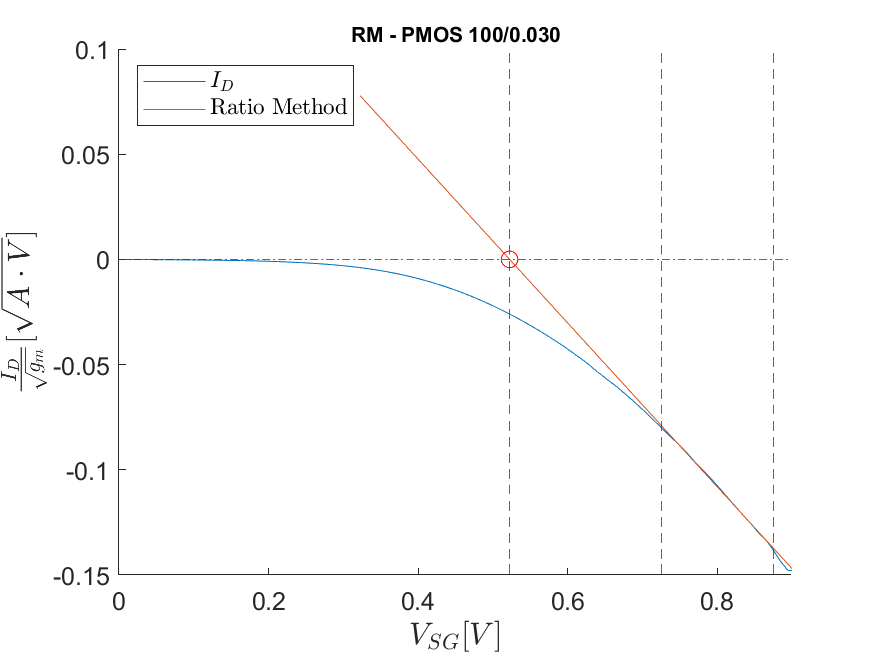 RM - PMOS 100/0.030
I_D
Ratio Method
0.1
0.05
0
-0.05
-0.1
-0.15
I_D/√g_m [√A · V]
0 0.2 0.4 0.6 0.8
V_SG[V]